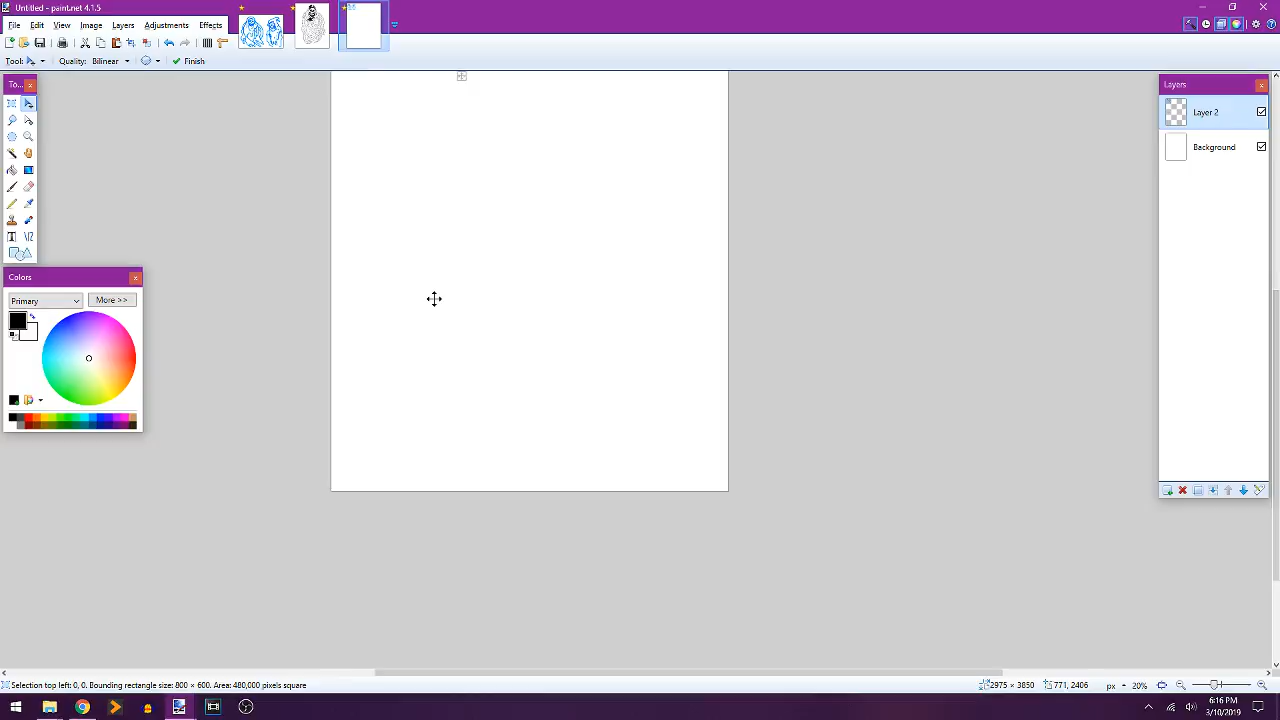 Untitled - paint.net 4.1.5
File Edit View Image Layers Adjustments Effects
Tool: Quality: Bilinear Finish
To...
Layers
Layer 2
Background
Colors
Primary More >>
Selection top left: 0, 0. Bounding rectangle size: 800 × 600. Area: 480,000 pixels square
2975 × 3850 771, 2406 px 20%
6:16 PM
3/10/2019